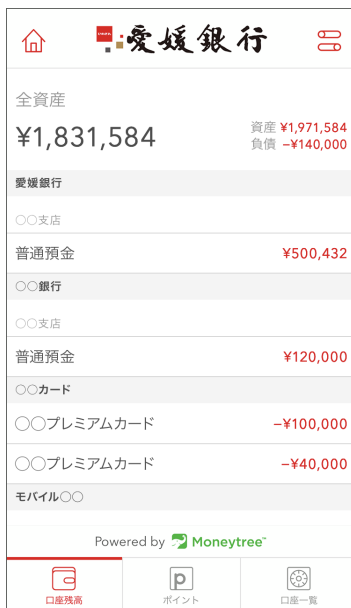 愛媛銀行
全資産
¥1,831,584
資産 ¥1,971,584
負債 −¥140,000
愛媛銀行
○○支店
普通預金 ¥500,432
○○銀行
○○支店
普通預金 ¥120,000
○○カード
○○プレミアムカード −¥100,000
○○プレミアムカード −¥40,000
モバイル○○
Powered by Moneytree™
口座残高 ポイント 口座一覧